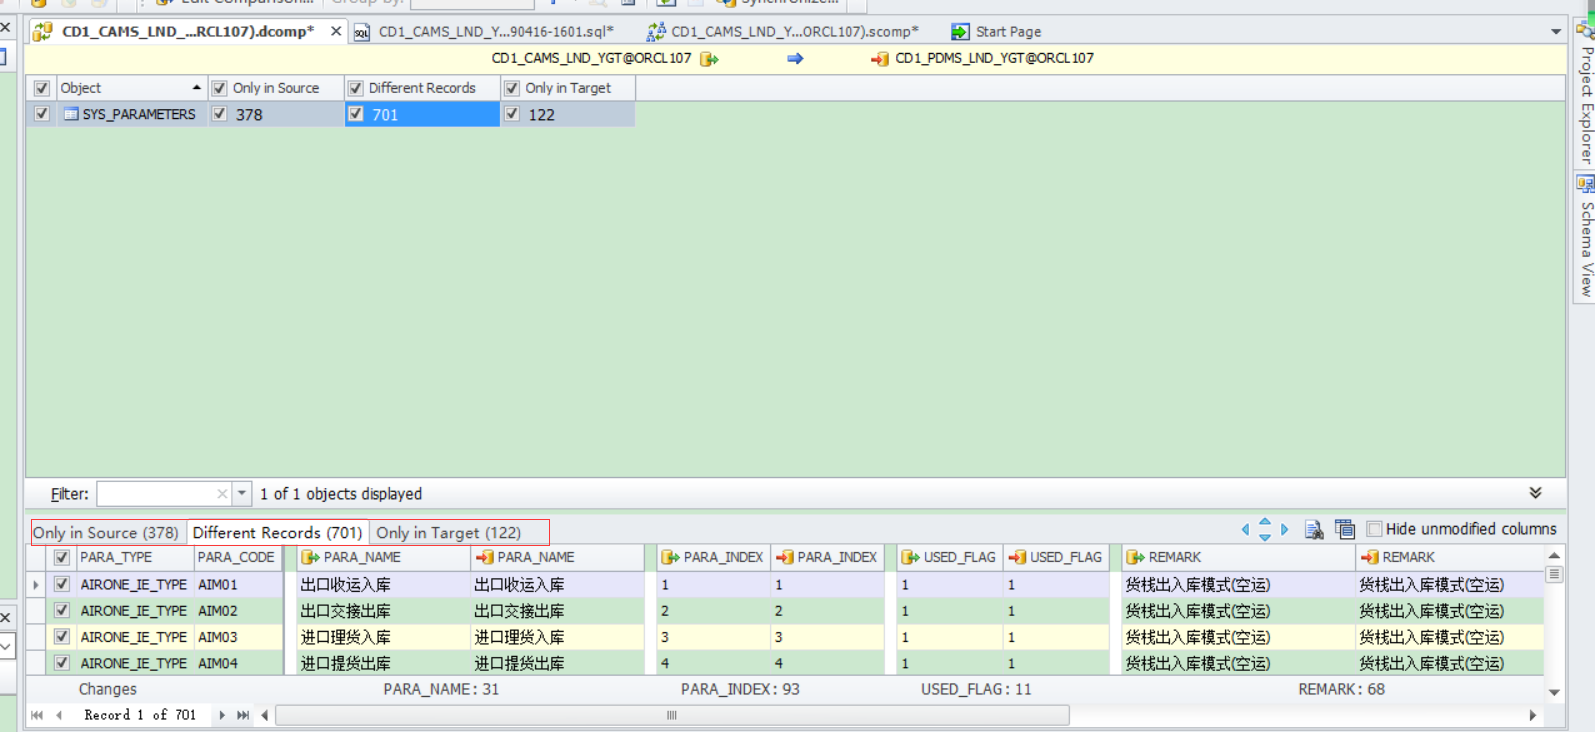 Edit Comparison... Group by: Synchronize...
CD1_CAMS_LND_...RCL107).dcomp* CD1_CAMS_LND_Y...90416-1601.sql* CD1_CAMS_LND_Y...ORCL107).scomp* Start Page
CD1_CAMS_LND_YGT@ORCL107 CD1_PDMS_LND_YGT@ORCL107
Object Only in Source Different Records Only in Target
SYS_PARAMETERS 378 701 122
Project Explorer
Schema View
Filter: 1 of 1 objects displayed
Only in Source (378) Different Records (701) Only in Target (122) Hide unmodified columns
PARA_TYPE PARA_CODE PARA_NAME PARA_NAME PARA_INDEX PARA_INDEX USED_FLAG USED_FLAG REMARK REMARK
AIRONE_IE_TYPE AIM01 出口收运入库 出口收运入库 1 1 1 1 货栈出入库模式(空运) 货栈出入库模式(空运)
AIRONE_IE_TYPE AIM02 出口交接出库 出口交接出库 2 2 1 1 货栈出入库模式(空运) 货栈出入库模式(空运)
AIRONE_IE_TYPE AIM03 进口理货入库 进口理货入库 3 3 1 1 货栈出入库模式(空运) 货栈出入库模式(空运)
AIRONE_IE_TYPE AIM04 进口提货出库 进口提货出库 4 4 1 1 货栈出入库模式(空运) 货栈出入库模式(空运)
Changes PARA_NAME: 31 PARA_INDEX: 93 USED_FLAG: 11 REMARK: 68
Record 1 of 701